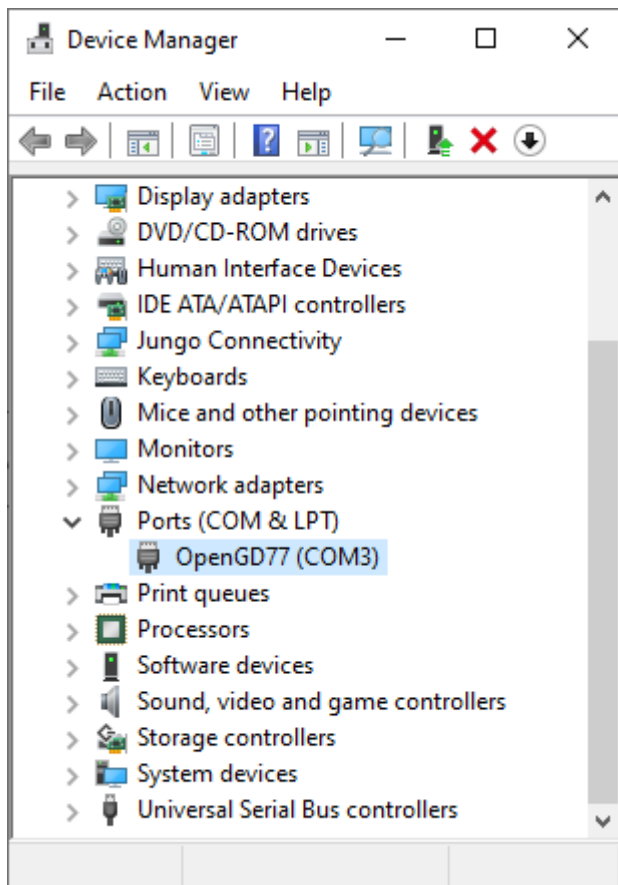 Device Manager
File Action View Help
Display adapters
DVD/CD-ROM drives
Human Interface Devices
IDE ATA/ATAPI controllers
Jungo Connectivity
Keyboards
Mice and other pointing devices
Monitors
Network adapters
Ports (COM & LPT)
OpenGD77 (COM3)
Print queues
Processors
Software devices
Sound, video and game controllers
Storage controllers
System devices
Universal Serial Bus controllers